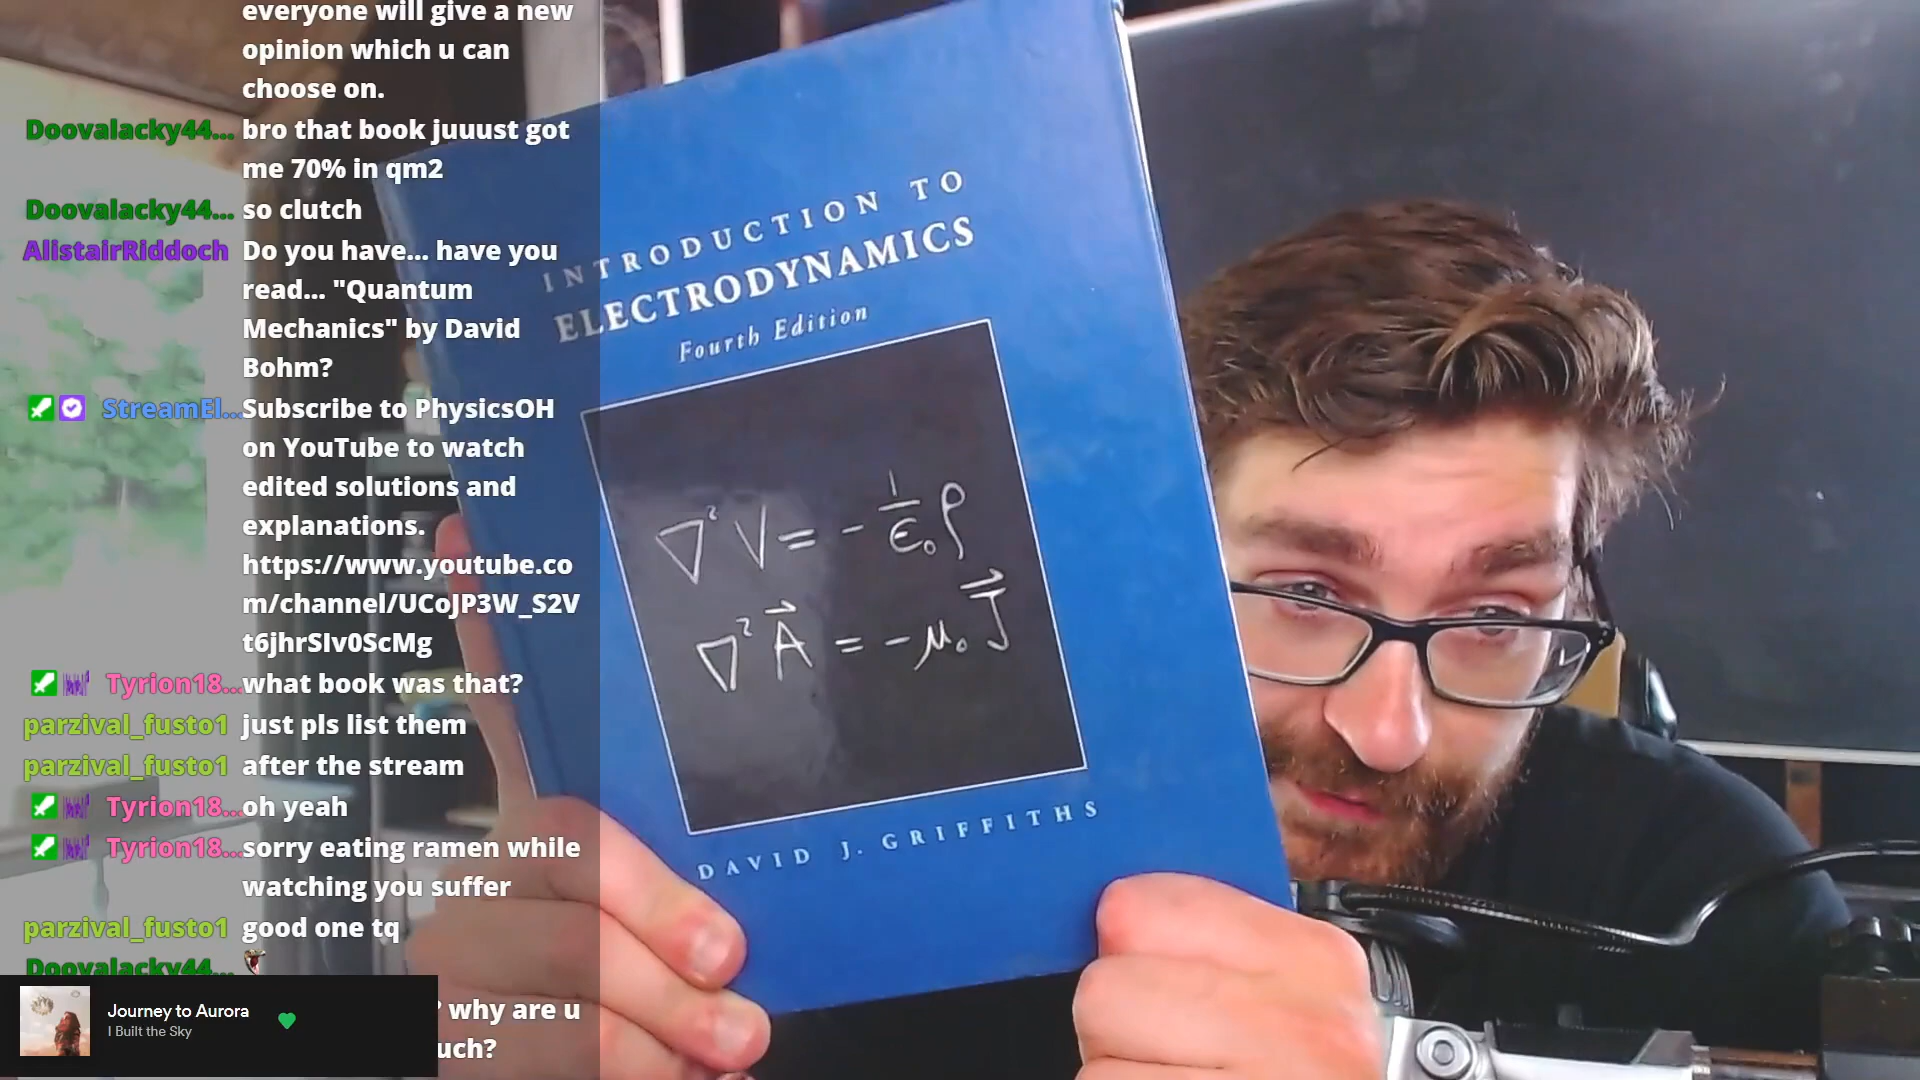 everyone will give a new
opinion which u can
choose on.
Doovalacky44... bro that book juuust got
me 70% in qm2
Doovalacky44... so clutch
AlistairRiddoch Do you have... have you
read... "Quantum
Mechanics" by David
Bohm?
StreamEl... Subscribe to PhysicsOH
on YouTube to watch
edited solutions and
explanations.
https://www.youtube.co
m/channel/UCoJP3W_S2V
t6jhrSIv0ScMg
Tyrion18... what book was that?
parzival_fusto1 just pls list them
parzival_fusto1 after the stream
Tyrion18... oh yeah
Tyrion18... sorry eating ramen while
watching you suffer
parzival_fusto1 good one tq
Doovalacky44...
? why are u
uch?
Journey to Aurora
I Built the Sky
INTRODUCTION TO
ELECTRODYNAMICS
Fourth Edition
∇² V = - 1/ϵ₀ ρ
∇² A⃗ = - μ₀ J⃗
DAVID J. GRIFFITHS